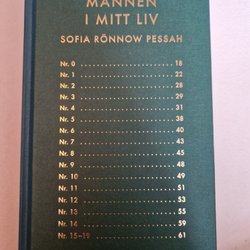 MÄNNEN
I MITT LIV
SOFIA RÖNNOW PESSAH
Nr. 0 18
Nr. 1 22
Nr. 2 28
Nr. 3 29
Nr. 4 31
Nr. 5 38
Nr. 6 40
Nr. 7 43
Nr. 8 45
Nr. 9 48
Nr. 10 49
Nr. 11 51
Nr. 12 53
Nr. 13 55
Nr. 14 59
Nr. 15–19 61